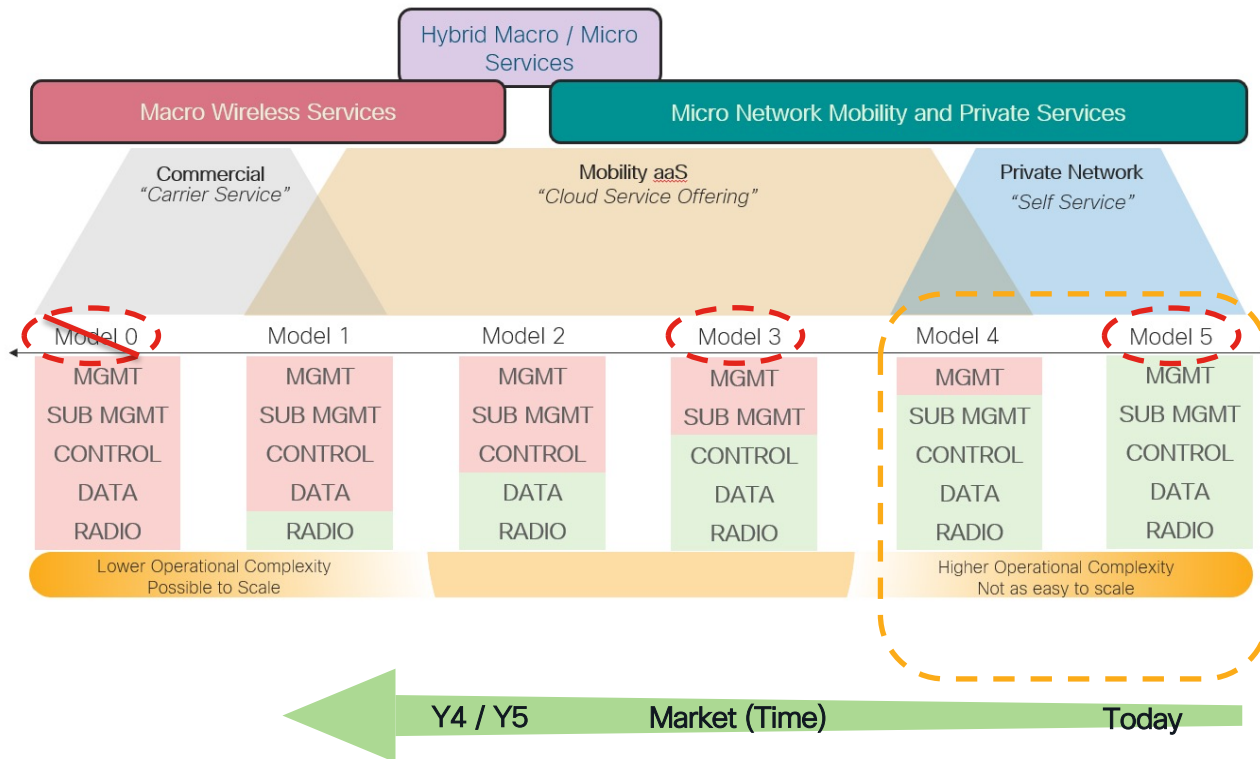 Hybrid Macro / Micro
Services
Macro Wireless Services
Micro Network Mobility and Private Services
Commercial
“Carrier Service”
Mobility aaS
“Cloud Service Offering”
Private Network
“Self Service”
Model 0
Model 1
Model 2
Model 3
Model 4
Model 5
MGMT
SUB MGMT
CONTROL
DATA
RADIO
MGMT
SUB MGMT
CONTROL
DATA
RADIO
MGMT
SUB MGMT
CONTROL
DATA
RADIO
MGMT
SUB MGMT
CONTROL
DATA
RADIO
MGMT
SUB MGMT
CONTROL
DATA
RADIO
MGMT
SUB MGMT
CONTROL
DATA
RADIO
Lower Operational Complexity
Possible to Scale
Higher Operational Complexity
Not as easy to scale
Y4 / Y5
Market (Time)
Today